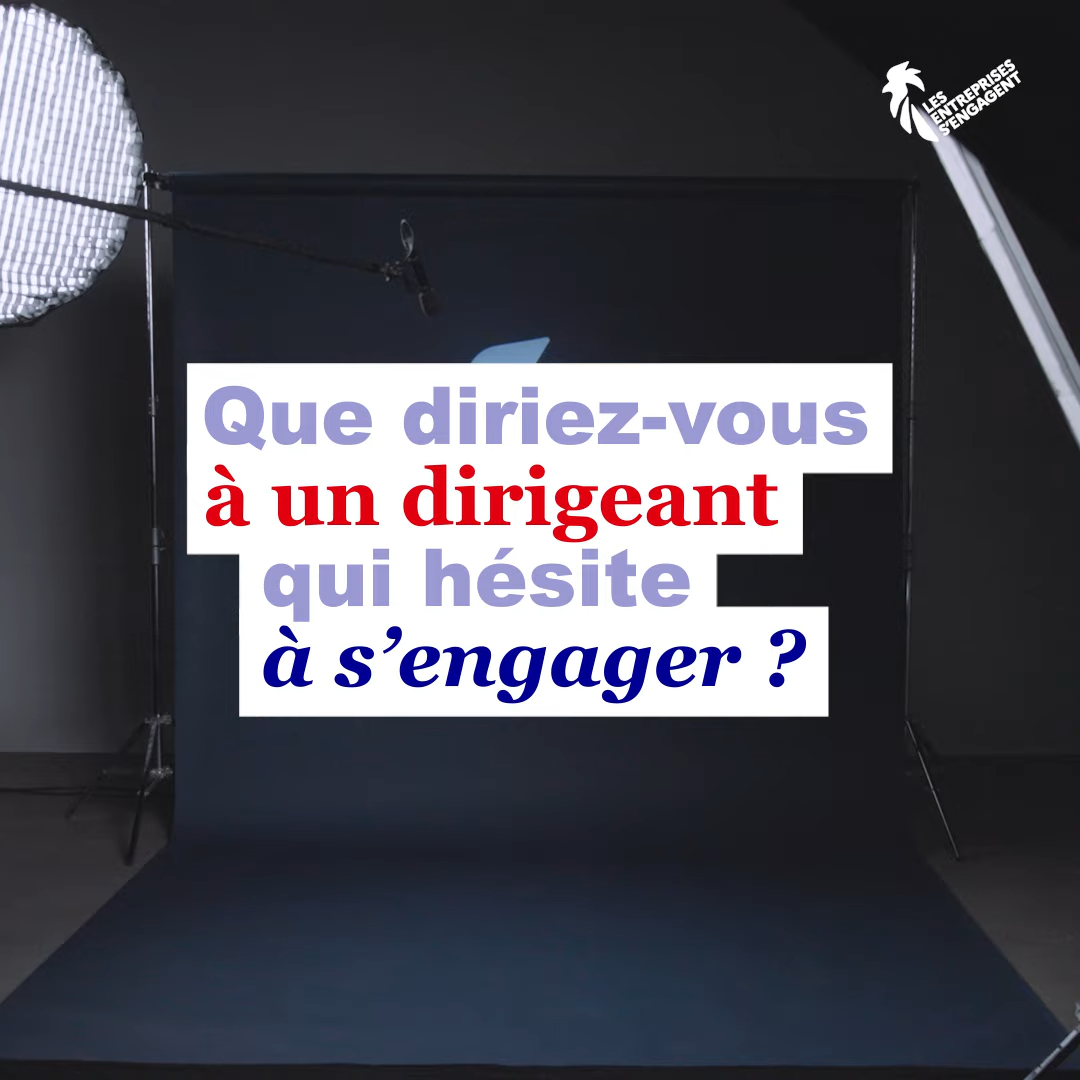 LES
ENTREPRISES
S'ENGAGENT
Que diriez-vous
à un dirigeant
qui hésite
à s’engager ?